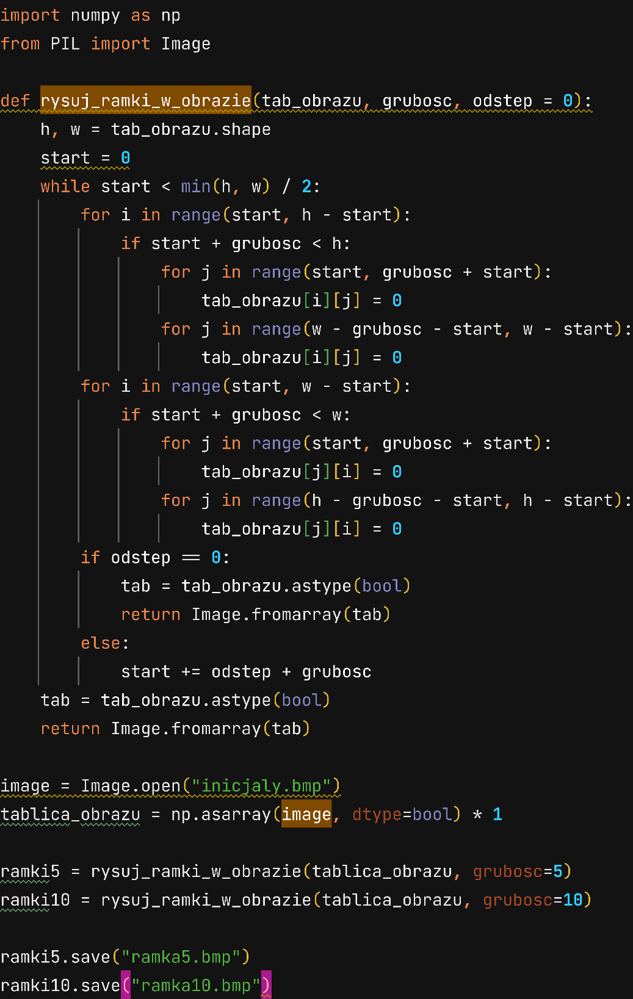 import numpy as np
from PIL import Image
def rysuj_ramki_w_obrazie(tab_obrazu, grubosc, odstep = 0):
    h, w = tab_obrazu.shape
    start = 0
    while start < min(h, w) / 2:
        for i in range(start, h - start):
            if start + grubosc < h:
                for j in range(start, grubosc + start):
                    tab_obrazu[i][j] = 0
                for j in range(w - grubosc - start, w - start):
                    tab_obrazu[i][j] = 0
        for i in range(start, w - start):
            if start + grubosc < w:
                for j in range(start, grubosc + start):
                    tab_obrazu[j][i] = 0
                for j in range(h - grubosc - start, h - start):
                    tab_obrazu[j][i] = 0
        if odstep == 0:
            tab = tab_obrazu.astype(bool)
            return Image.fromarray(tab)
        else:
            start += odstep + grubosc
    tab = tab_obrazu.astype(bool)
    return Image.fromarray(tab)
image = Image.open("inicjaly.bmp")
tablica_obrazu = np.asarray(image, dtype=bool) * 1
ramki5 = rysuj_ramki_w_obrazie(tablica_obrazu, grubosc=5)
ramki10 = rysuj_ramki_w_obrazie(tablica_obrazu, grubosc=10)
ramki5.save("ramka5.bmp")
ramki10.save("ramka10.bmp")